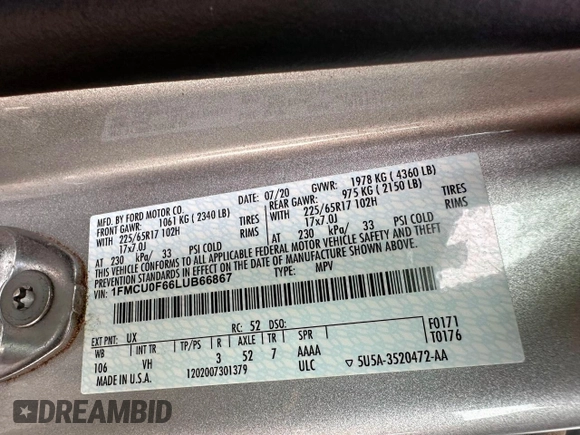 MFD. BY FORD MOTOR CO. DATE: 07/20 GVWR: 1978 KG ( 4360 LB)
FRONT GAWR: 1061 KG ( 2340 LB) REAR GAWR: 975 KG ( 2150 LB)
WITH 225/65R17 102H TIRES WITH 225/65R17 102H TIRES
17x7.0J RIMS 17x7.0J RIMS
AT 230 kPa/ 33 PSI COLD AT 230 kPa/ 33 PSI COLD
THIS VEHICLE CONFORMS TO ALL APPLICABLE FEDERAL MOTOR VEHICLE SAFETY AND THEFT
PREVENTION STANDARDS IN EFFECT ON THE DATE OF MANUFACTURE SHOWN ABOVE.
VIN: 1FMCU0F66LUB66867 TYPE: MPV
EXT PNT: UX RC: 52 DSO: F0171
WB INT TR TP/PS R AXLE TR SPR T0176
106 VH 3 52 7 AAAA
MADE IN U.S.A. 1202007301379 ULC 5U5A-3520472-AA
DREAMBID